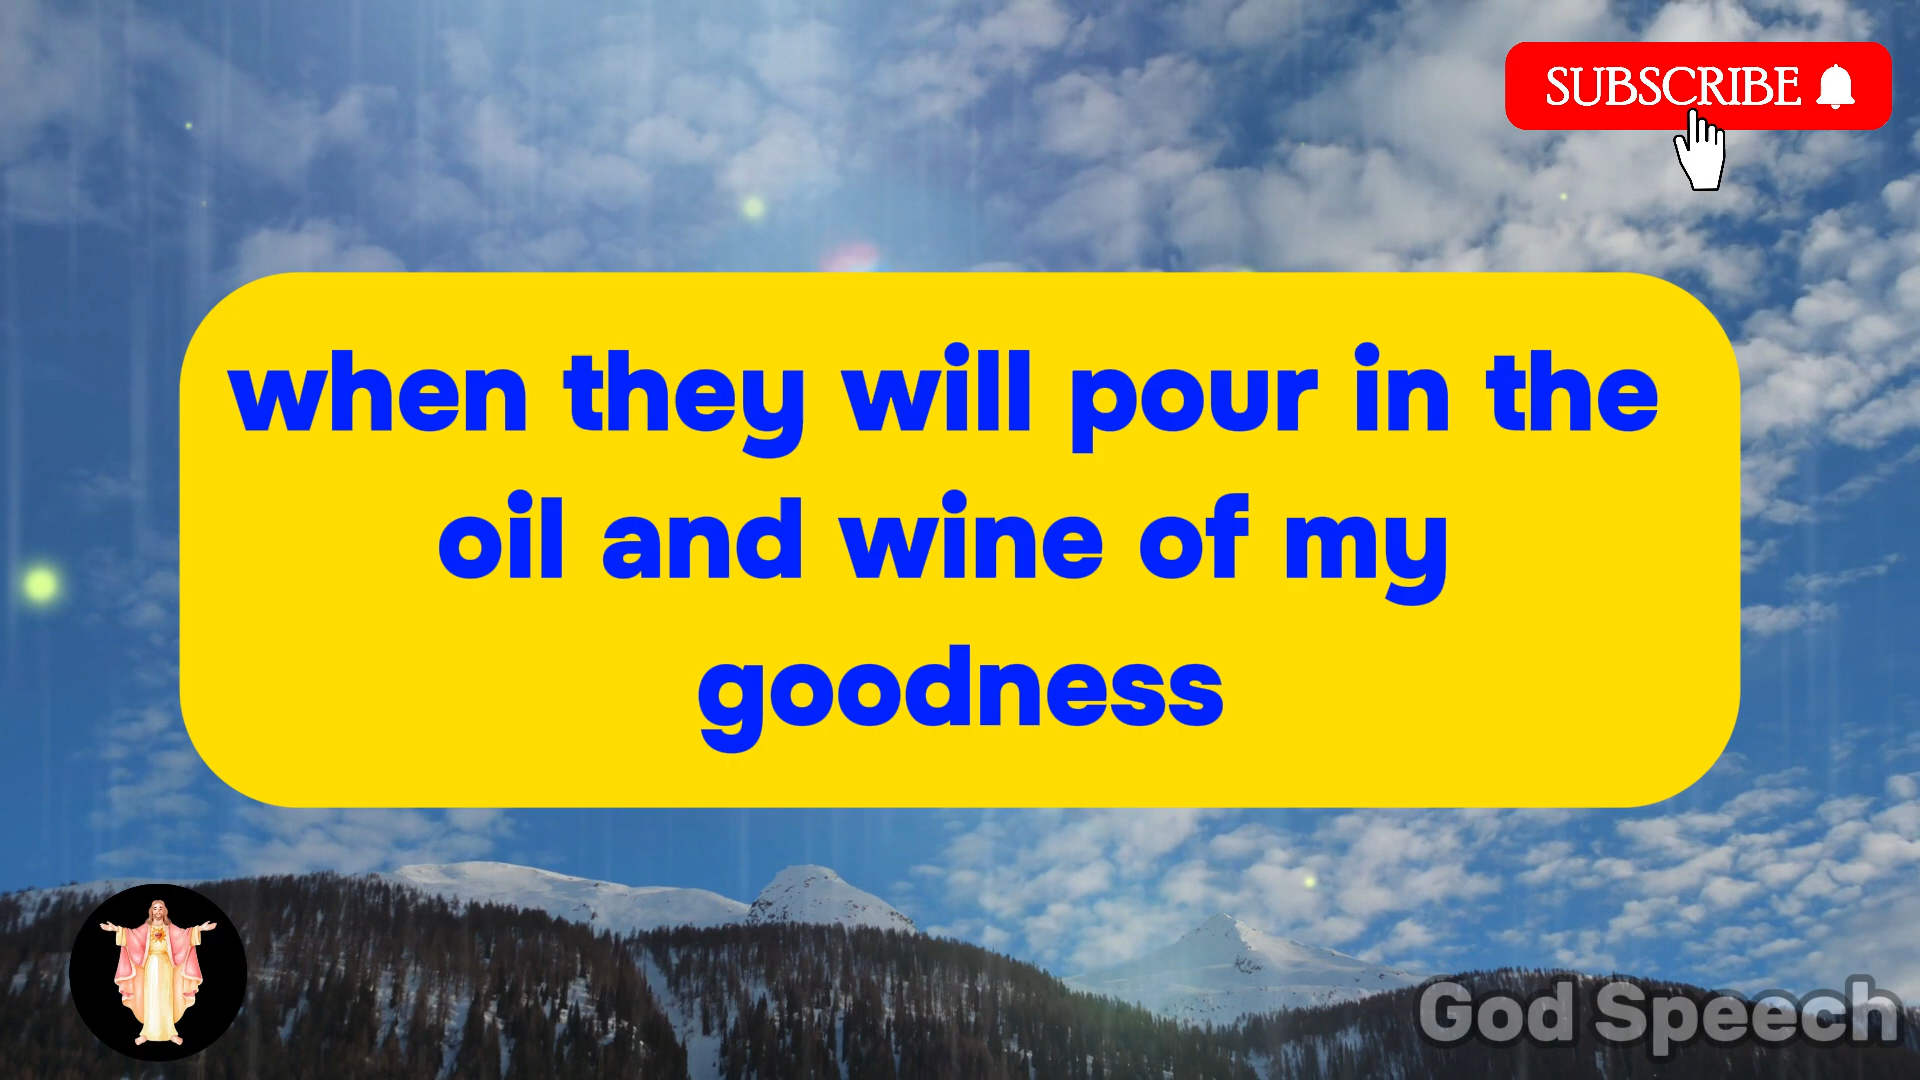 SUBSCRIBE
when they will pour in the
oil and wine of my
goodness
God Speech